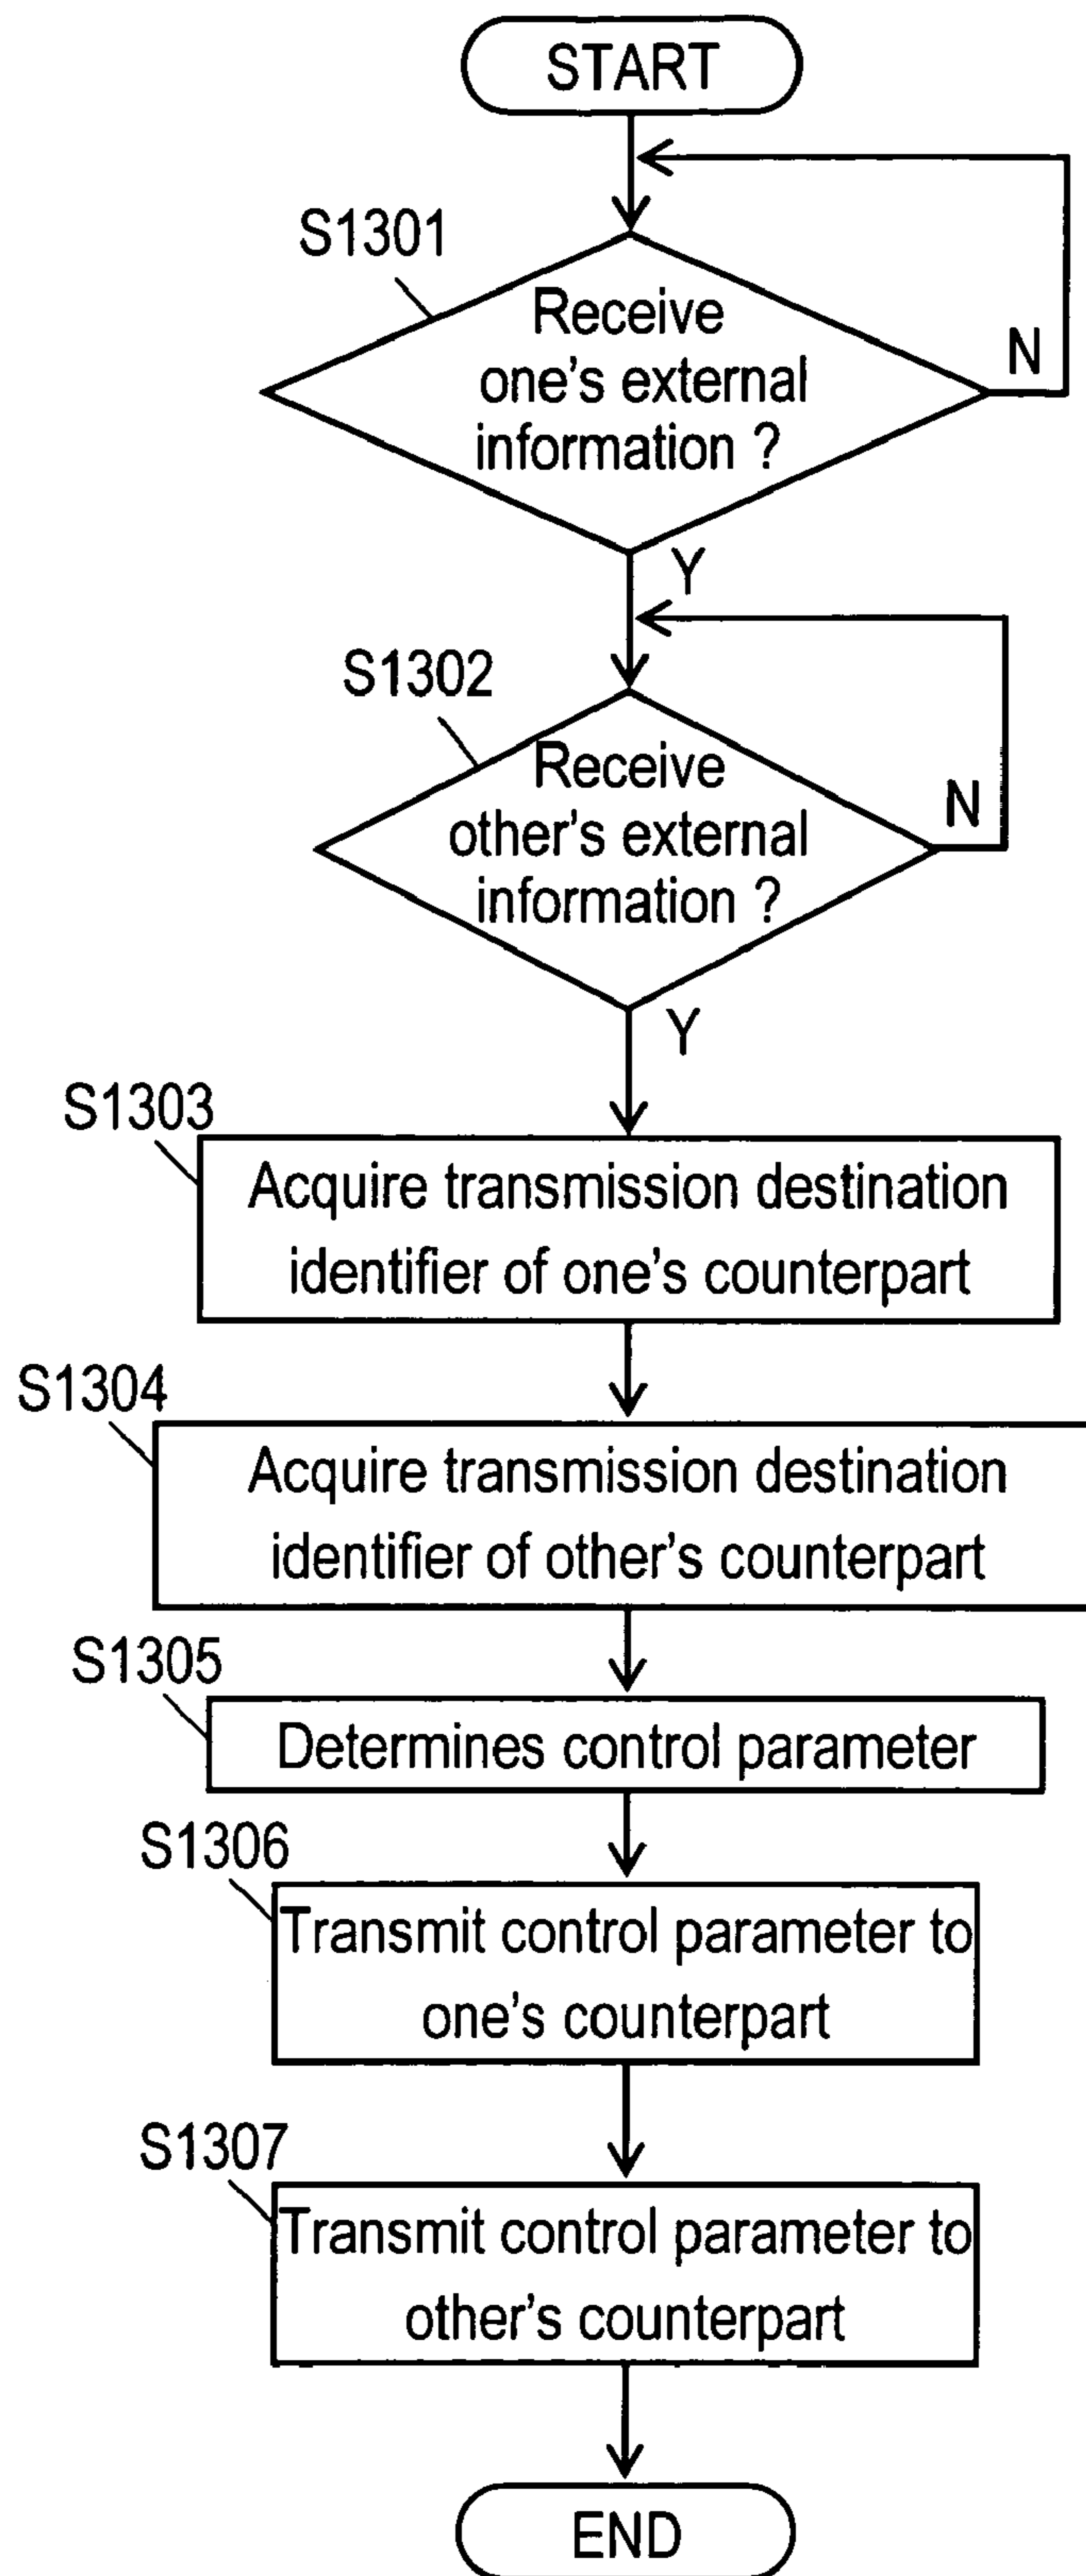 START
S1301
Receive
one's external
information ?
N
Y
S1302
Receive
other's external
information ?
N
Y
S1303
Acquire transmission destination
identifier of one's counterpart
S1304
Acquire transmission destination
identifier of other's counterpart
S1305
Determines control parameter
S1306
Transmit control parameter to
one's counterpart
S1307
Transmit control parameter to
other's counterpart
END